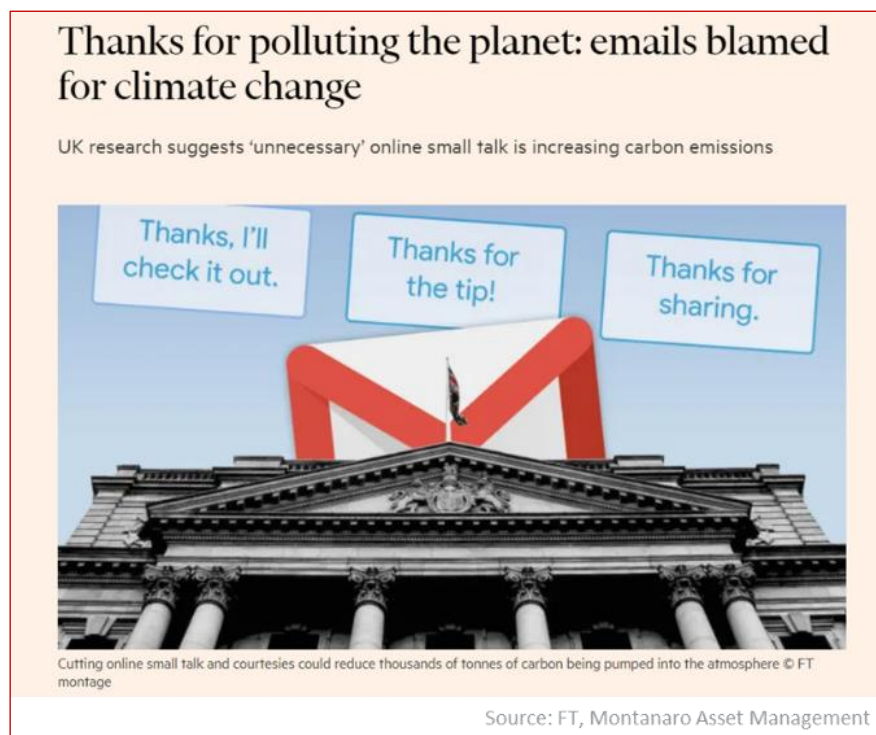 Thanks for polluting the planet: emails blamed
for climate change
UK research suggests ‘unnecessary’ online small talk is increasing carbon emissions
Thanks, I'll
check it out.
Thanks for
the tip!
Thanks for
sharing.
Cutting online small talk and courtesies could reduce thousands of tonnes of carbon being pumped into the atmosphere © FT
montage
Source: FT, Montanaro Asset Management